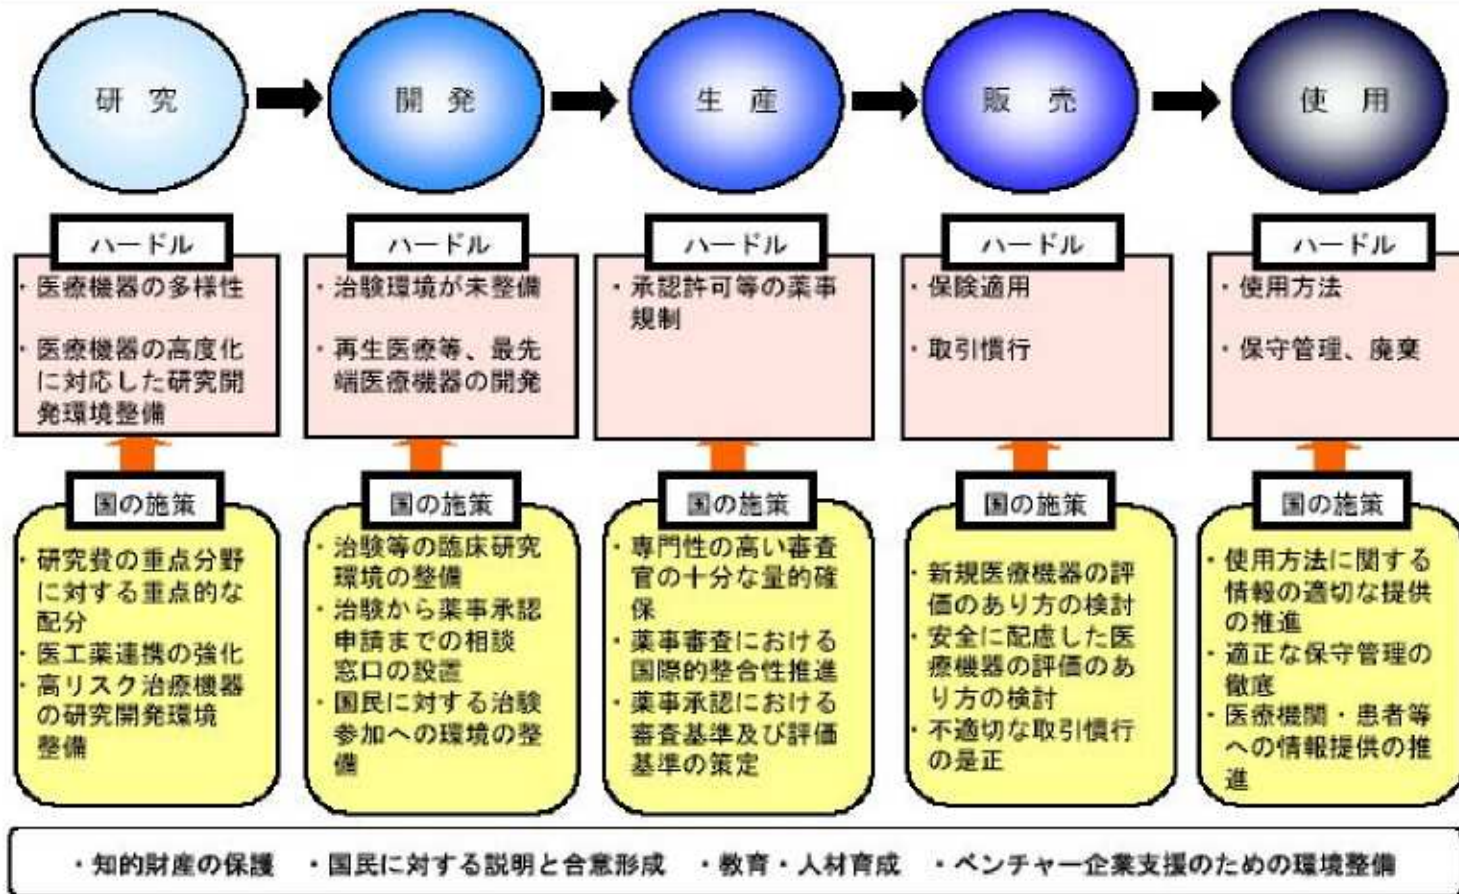 研究
開発
生産
販売
使用
ハードル
・医療機器の多様性
・医療機器の高度化
に対応した研究開
発環境整備
ハードル
・治験環境が未整備
・再生医療等、最先
端医療機器の開発
ハードル
・承認許可等の薬事
規制
ハードル
・保険適用
・取引慣行
ハードル
・使用方法
・保守管理、廃棄
国の施策
・研究費の重点分野
に対する重点的な
配分
・医工薬連携の強化
・高リスク治療機器
の研究開発環境
整備
国の施策
・治験等の臨床研究
環境の整備
・治験から薬事承認
申請までの相談
窓口の設置
・国民に対する治験
参加への環境の整
備
国の施策
・専門性の高い審査
官の十分な量的確
保
・薬事審査における
国際的整合性推進
・薬事承認における
審査基準及び評価
基準の策定
国の施策
・新規医療機器の評
価のあり方の検討
・安全に配慮した医
療機器の評価のあ
り方の検討
・不適切な取引慣行
の是正
国の施策
・使用方法に関する
情報の適切な提供
の推進
・適正な保守管理の
徹底
・医療機関・患者等
への情報提供の推
進
・知的財産の保護 ・国民に対する説明と合意形成 ・教育・人材育成 ・ベンチャー企業支援のための環境整備